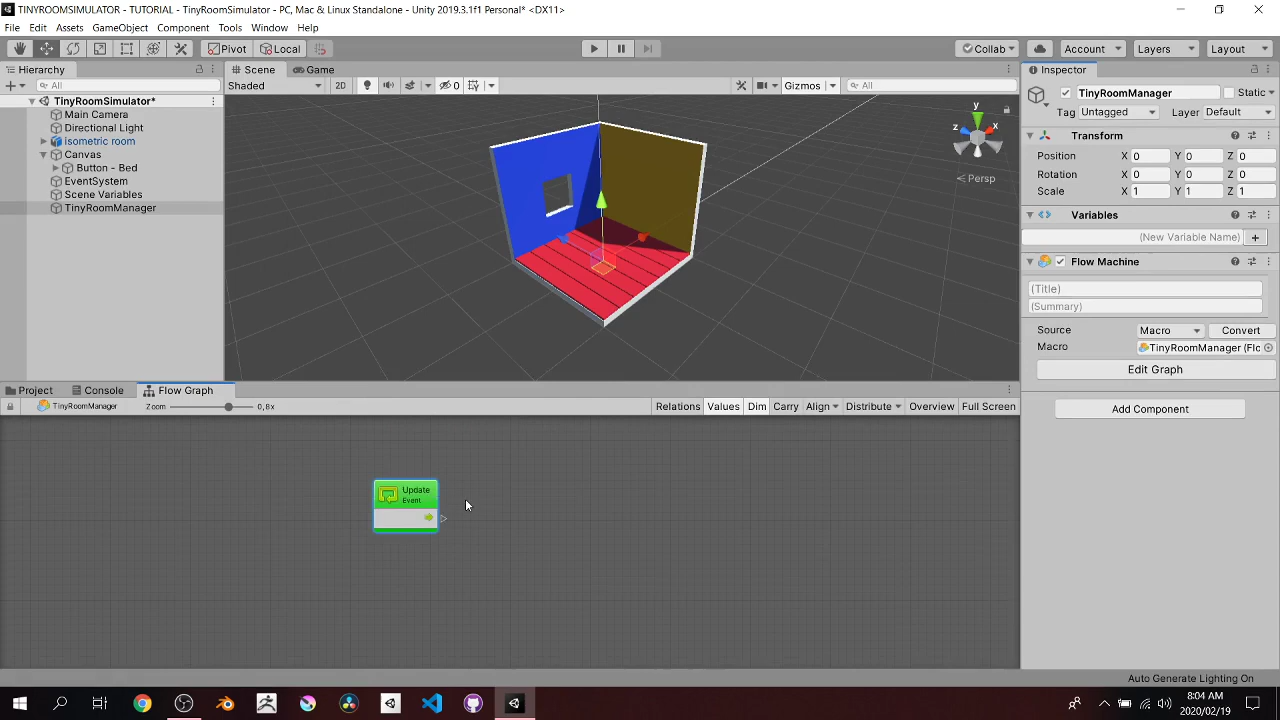 TINYROOMSIMULATOR - TUTORIAL - PC, Mac & Linux Standalone - Unity 2019.3.1f1 Personal* <DX11>
File Edit Assets GameObject Component Tools Window Help
Pivot Local Collab Account Layers Layout
Hierarchy
All
TinyRoomSimulator*
Main Camera
Directional Light
isometric room
Canvas
Button - Bed
EventSystem
Scene Variables
TinyRoomManager
Scene Game
Shaded 2D 0 Gizmos All
y
z x
Persp
Inspector
TinyRoomManager Static
Tag Untagged Layer Default
Transform
Position X 0 Y 0 Z 0
Rotation X 0 Y 0 Z 0
Scale X 1 Y 1 Z 1
Variables
(New Variable Name) +
Flow Machine
(Title)
(Summary)
Source Macro Convert
Macro TinyRoomManager (Flo
Edit Graph
Add Component
Project Console Flow Graph
TinyRoomManager Zoom 0,8x Relations Values Dim Carry Align Distribute Overview Full Screen
Update
Event
Auto Generate Lighting On
8:04 AM
2020/02/19